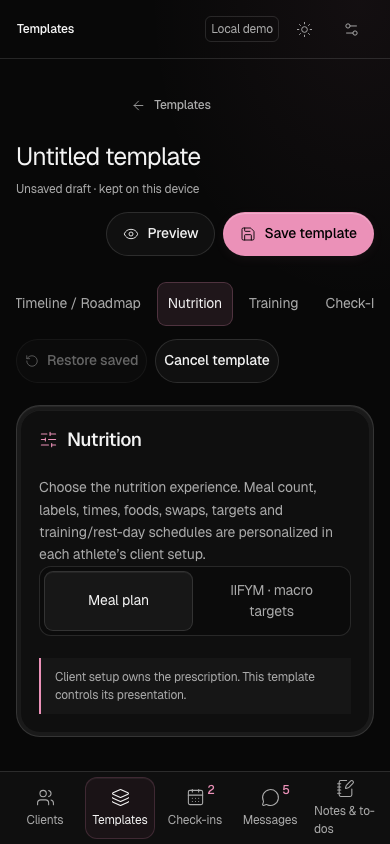 Templates
Local demo
Templates
Untitled template
Unsaved draft · kept on this device
Preview
Save template
Timeline / Roadmap
Nutrition
Training
Check-I
Restore saved
Cancel template
Nutrition
Choose the nutrition experience. Meal count,
labels, times, foods, swaps, targets and
training/rest-day schedules are personalized in
each athlete's client setup.
Meal plan
IIFYM · macro
targets
Client setup owns the prescription. This template
controls its presentation.
Clients
Templates
2
Check-ins
5
Messages
Notes & to-
dos